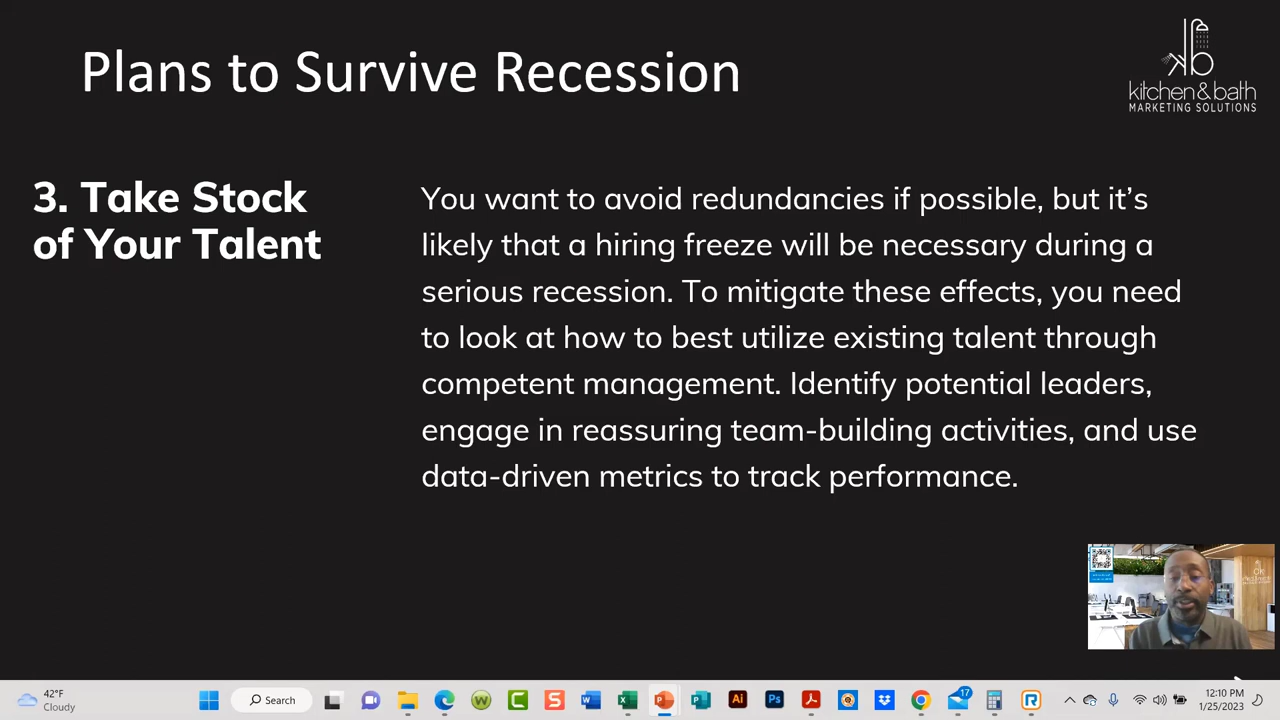 Plans to Survive Recession
kitchen&bath
MARKETING SOLUTIONS
3. Take Stock
of Your Talent
You want to avoid redundancies if possible, but it’s
likely that a hiring freeze will be necessary during a
serious recession. To mitigate these effects, you need
to look at how to best utilize existing talent through
competent management. Identify potential leaders,
engage in reassuring team-building activities, and use
data-driven metrics to track performance.
42°F
Cloudy
Search
17
12:10 PM
1/25/2023